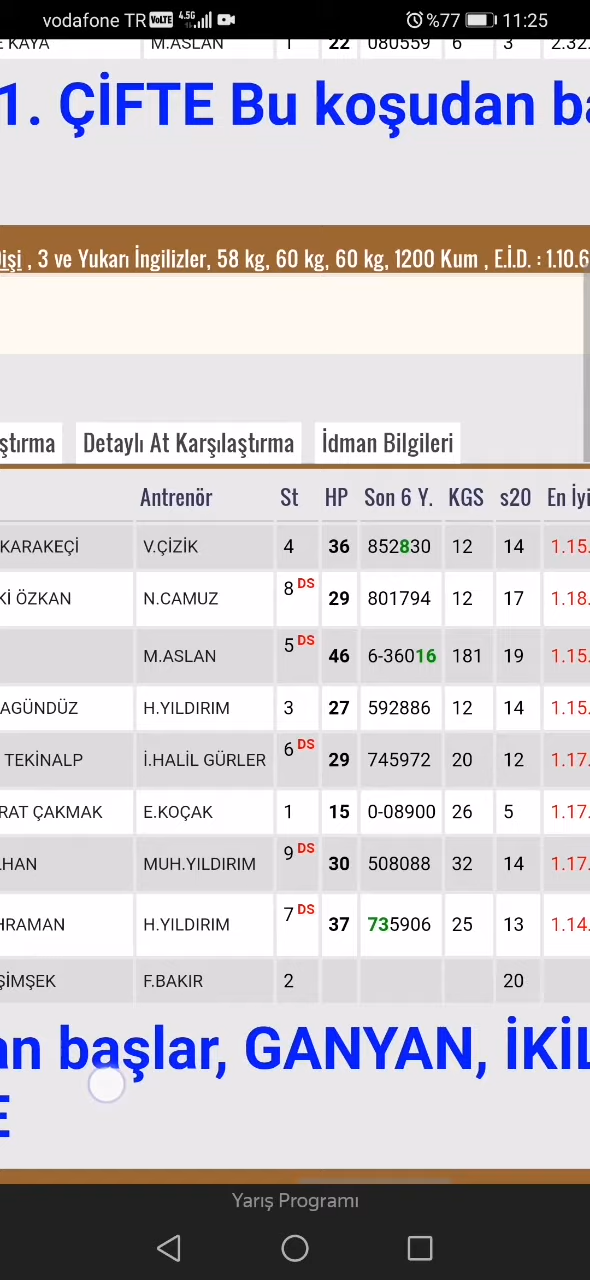 vodafone TR VoLTE 4.5G %77 11:25
E KAYA M.ASLAN 1 22 080559 6 3 2.32.
1. ÇİFTE Bu koşudan ba
Dişi , 3 ve Yukarı İngilizler, 58 kg, 60 kg, 60 kg, 1200 Kum , E.İ.D. : 1.10.6
ştırma Detaylı At Karşılaştırma İdman Bilgileri
Antrenör St HP Son 6 Y. KGS s20 En İyi
KARAKEÇİ V.ÇİZİK 4 36 852830 12 14 1.15.
Kİ ÖZKAN N.CAMUZ 8 DS 29 801794 12 17 1.18.
M.ASLAN 5 DS 46 6-36016 181 19 1.15.
AGÜNDÜZ H.YILDIRIM 3 27 592886 12 14 1.15.
TEKİNALP İ.HALİL GÜRLER 6 DS 29 745972 20 12 1.17.
RAT ÇAKMAK E.KOÇAK 1 15 0-08900 26 5 1.17.
LHAN MUH.YILDIRIM 9 DS 30 508088 32 14 1.17.
HRAMAN H.YILDIRIM 7 DS 37 735906 25 13 1.14.
ŞİMŞEK F.BAKIR 2 20
an başlar, GANYAN, İKİL
E
Yarış Programı